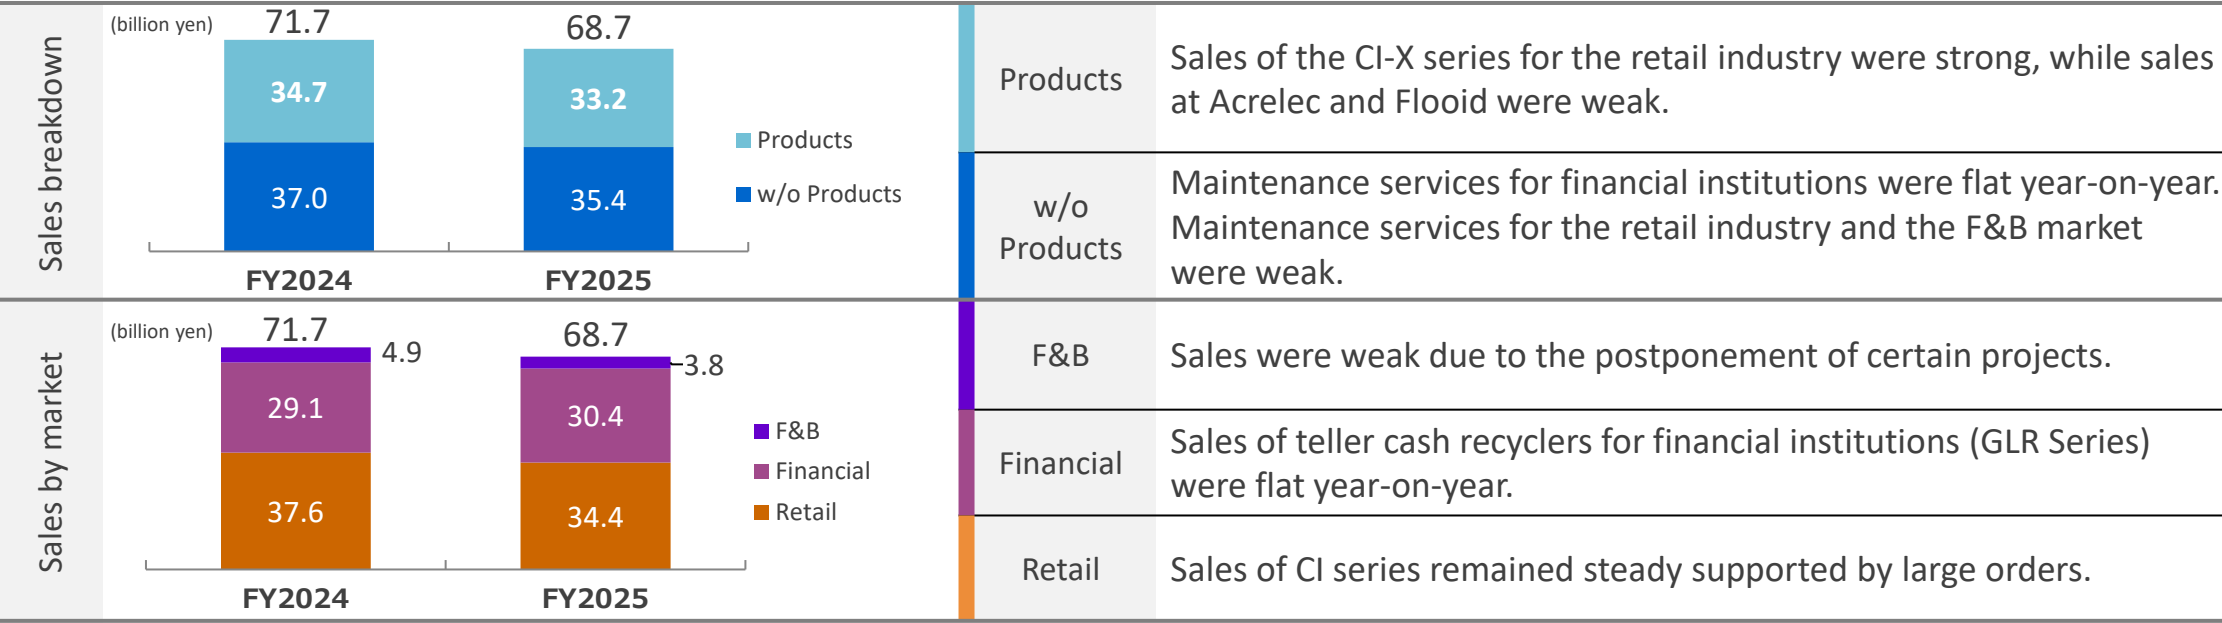 Sales breakdown
(billion yen)
71.7
68.7
34.7
33.2
37.0
35.4
Products
w/o Products
FY2024
FY2025
Products
Sales of the CI-X series for the retail industry were strong, while sales
at Acrelec and Flooid were weak.
w/o
Products
Maintenance services for financial institutions were flat year-on-year.
Maintenance services for the retail industry and the F&B market
were weak.
Sales by market
(billion yen)
71.7
68.7
4.9
3.8
29.1
30.4
37.6
34.4
F&B
Financial
Retail
FY2024
FY2025
F&B
Sales were weak due to the postponement of certain projects.
Financial
Sales of teller cash recyclers for financial institutions (GLR Series)
were flat year-on-year.
Retail
Sales of CI series remained steady supported by large orders.